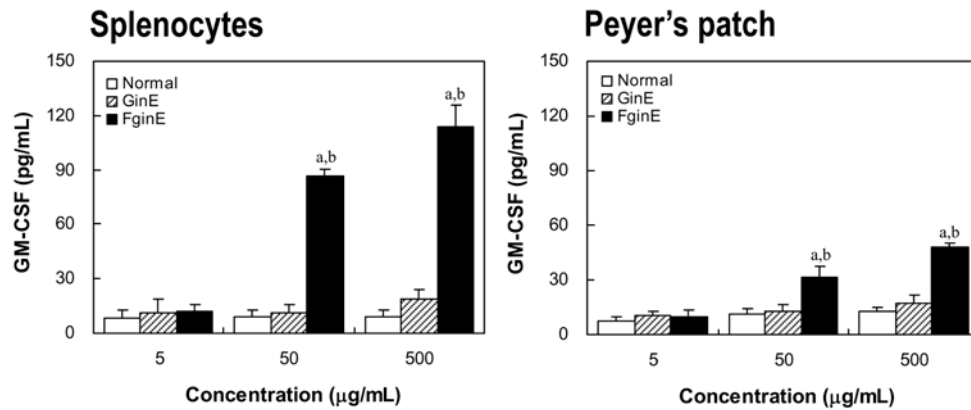 Splenocytes
150
120
90
60
30
0
GM-CSF (pg/mL)
Normal
GinE
FginE
a,b
a,b
5 50 500
Concentration (μg/mL)
Peyer's patch
150
120
90
60
30
0
GM-CSF (pg/mL)
Normal
GinE
FginE
a,b
a,b
5 50 500
Concentration (μg/mL)